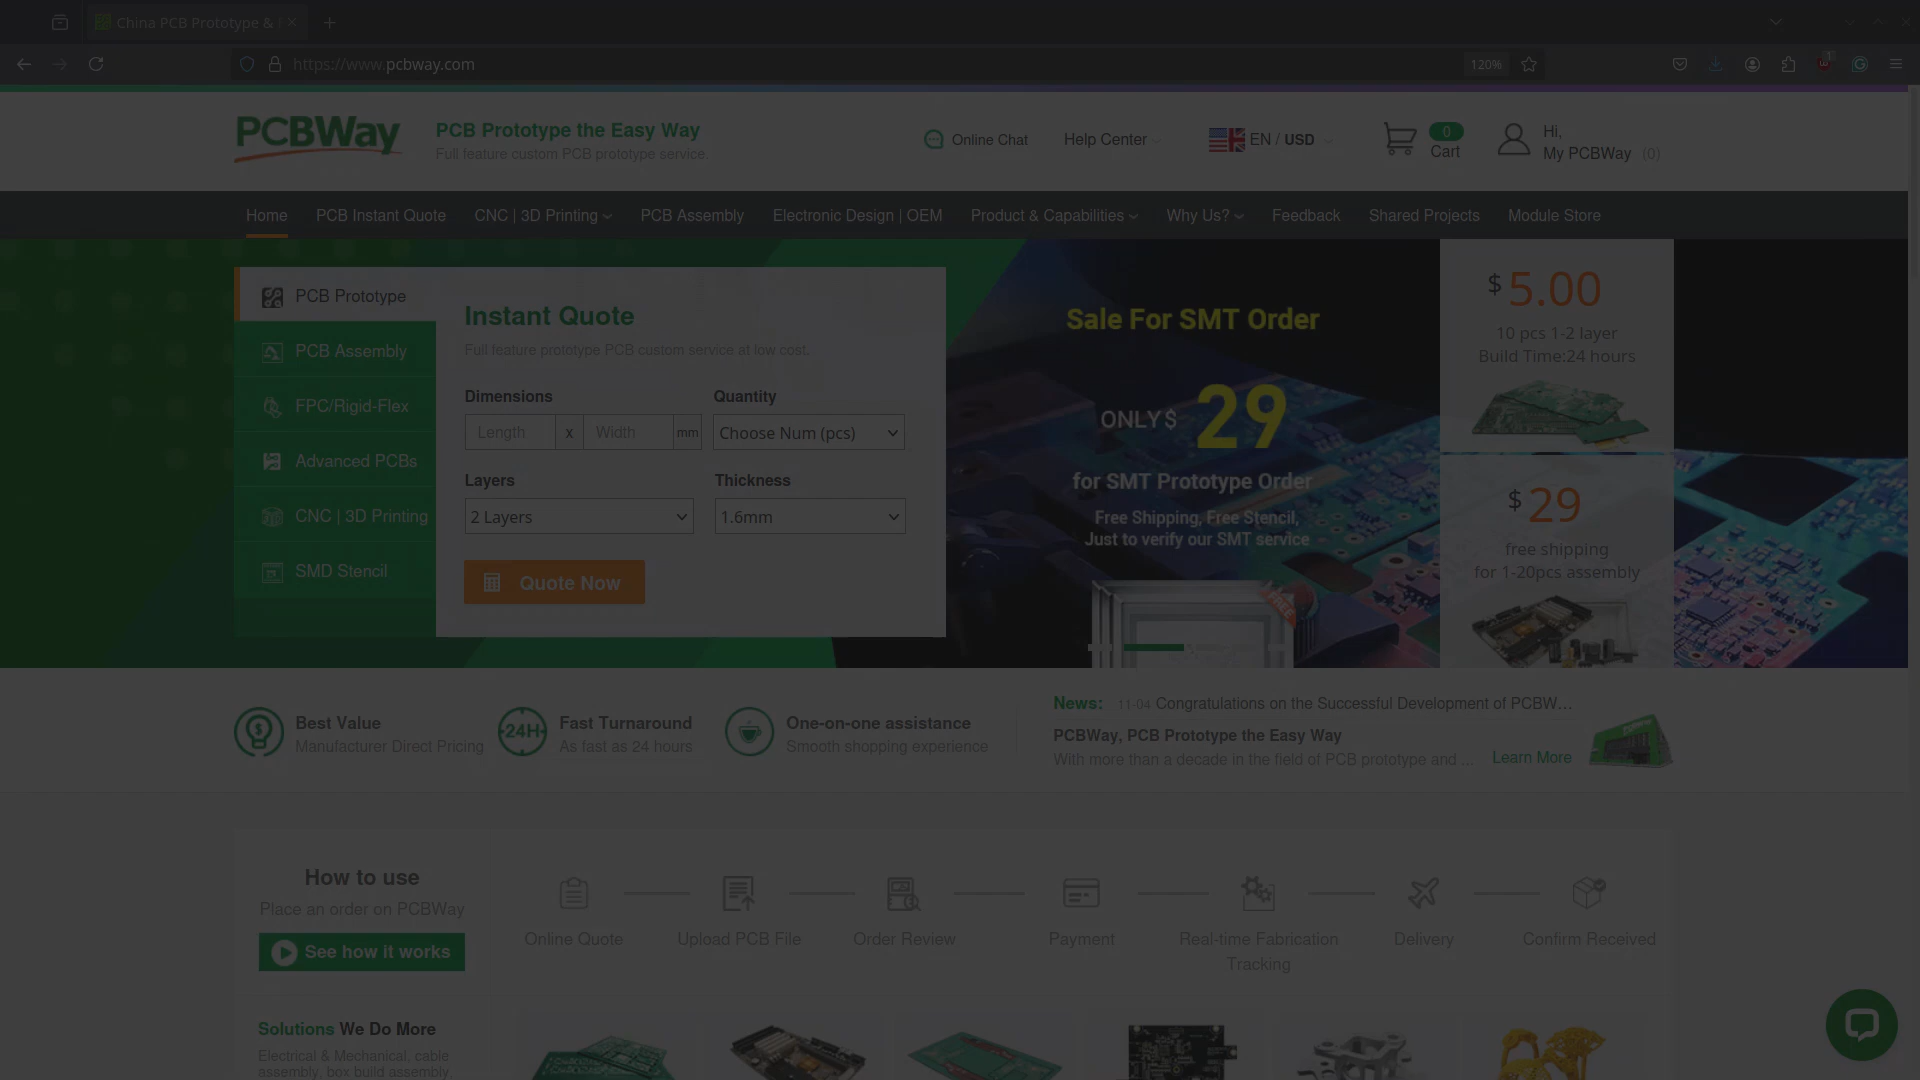 China PCB Prototype &
https://www.pcbway.com
120%
1
PCBWay
PCB Prototype the Easy Way
Full feature custom PCB prototype service.
Online Chat
Help Center
EN / USD
0
Cart
Hi,
My PCBWay (0)
Home
PCB Instant Quote
CNC | 3D Printing
PCB Assembly
Electronic Design | OEM
Product & Capabilities
Why Us?
Feedback
Shared Projects
Module Store
PCB Prototype
PCB Assembly
FPC/Rigid-Flex
Advanced PCBs
CNC | 3D Printing
SMD Stencil
Instant Quote
Full feature prototype PCB custom service at low cost.
Dimensions
Quantity
Length x Width mm
Choose Num (pcs)
Layers
Thickness
2 Layers
1.6mm
Quote Now
Sale For SMT Order
ONLY$ 29
for SMT Prototype Order
Free Shipping, Free Stencil,
Just to verify our SMT service
FREE
$ 5.00
10 pcs 1-2 layer
Build Time:24 hours
$ 29
free shipping
for 1-20pcs assembly
Best Value
Manufacturer Direct Pricing
24H
Fast Turnaround
As fast as 24 hours
One-on-one assistance
Smooth shopping experience
News: 11-04 Congratulations on the Successful Development of PCBW...
PCBWay, PCB Prototype the Easy Way
With more than a decade in the field of PCB prototype and ...
Learn More
How to use
Place an order on PCBWay
See how it works
Online Quote
Upload PCB File
Order Review
Payment
Real-time Fabrication
Tracking
Delivery
Confirm Received
Solutions We Do More
Electrical & Mechanical, cable
assembly, box build assembly,